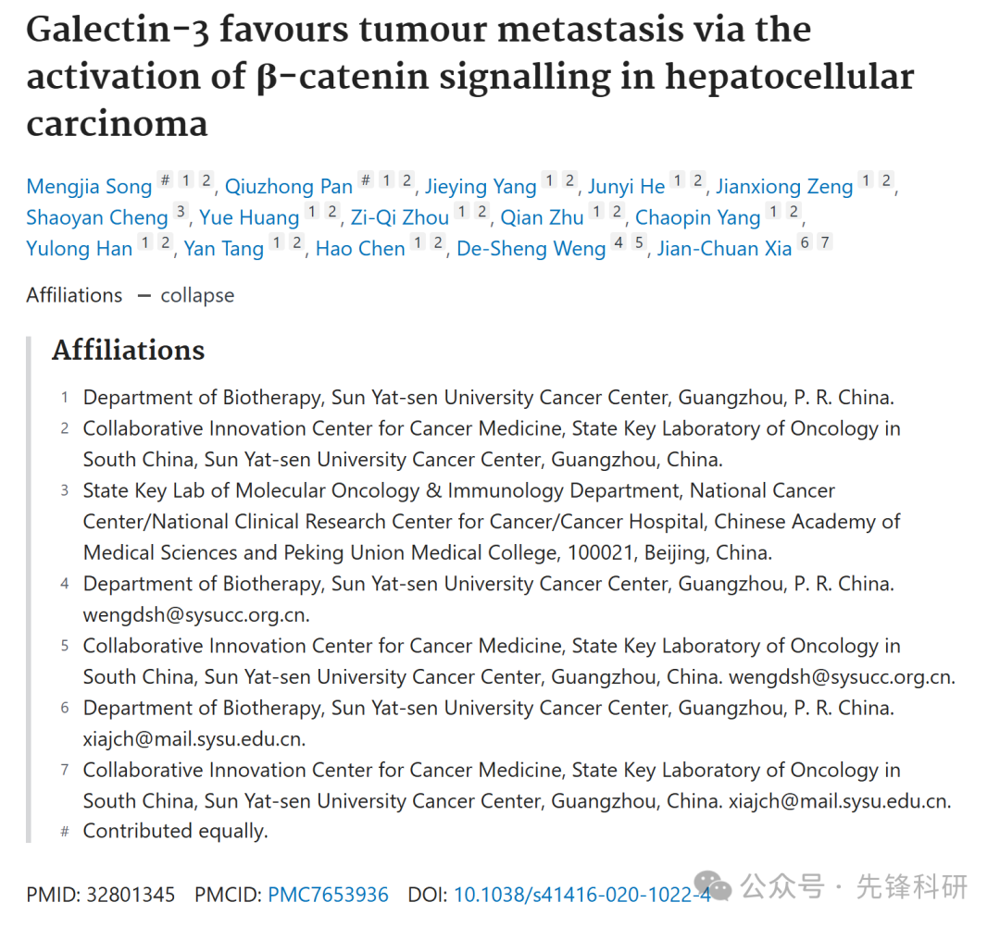 Galectin-3 favours tumour metastasis via the
activation of β-catenin signalling in hepatocellular
carcinoma
Mengjia Song # 1 2, Qiuzhong Pan # 1 2, Jieying Yang 1 2, Junyi He 1 2, Jianxiong Zeng 1 2,
Shaoyan Cheng 3, Yue Huang 1 2, Zi-Qi Zhou 1 2, Qian Zhu 1 2, Chaopin Yang 1 2,
Yulong Han 1 2, Yan Tang 1 2, Hao Chen 1 2, De-Sheng Weng 4 5, Jian-Chuan Xia 6 7
Affiliations — collapse
Affiliations
1 Department of Biotherapy, Sun Yat-sen University Cancer Center, Guangzhou, P. R. China.
2 Collaborative Innovation Center for Cancer Medicine, State Key Laboratory of Oncology in
South China, Sun Yat-sen University Cancer Center, Guangzhou, China.
3 State Key Lab of Molecular Oncology & Immunology Department, National Cancer
Center/National Clinical Research Center for Cancer/Cancer Hospital, Chinese Academy of
Medical Sciences and Peking Union Medical College, 100021, Beijing, China.
4 Department of Biotherapy, Sun Yat-sen University Cancer Center, Guangzhou, P. R. China.
wengdsh@sysucc.org.cn.
5 Collaborative Innovation Center for Cancer Medicine, State Key Laboratory of Oncology in
South China, Sun Yat-sen University Cancer Center, Guangzhou, China. wengdsh@sysucc.org.cn.
6 Department of Biotherapy, Sun Yat-sen University Cancer Center, Guangzhou, P. R. China.
xiajch@mail.sysu.edu.cn.
7 Collaborative Innovation Center for Cancer Medicine, State Key Laboratory of Oncology in
South China, Sun Yat-sen University Cancer Center, Guangzhou, China. xiajch@mail.sysu.edu.cn.
# Contributed equally.
PMID: 32801345 PMCID: PMC7653936 DOI: 10.1038/s41416-020-1022-4
公众号 · 先锋科研